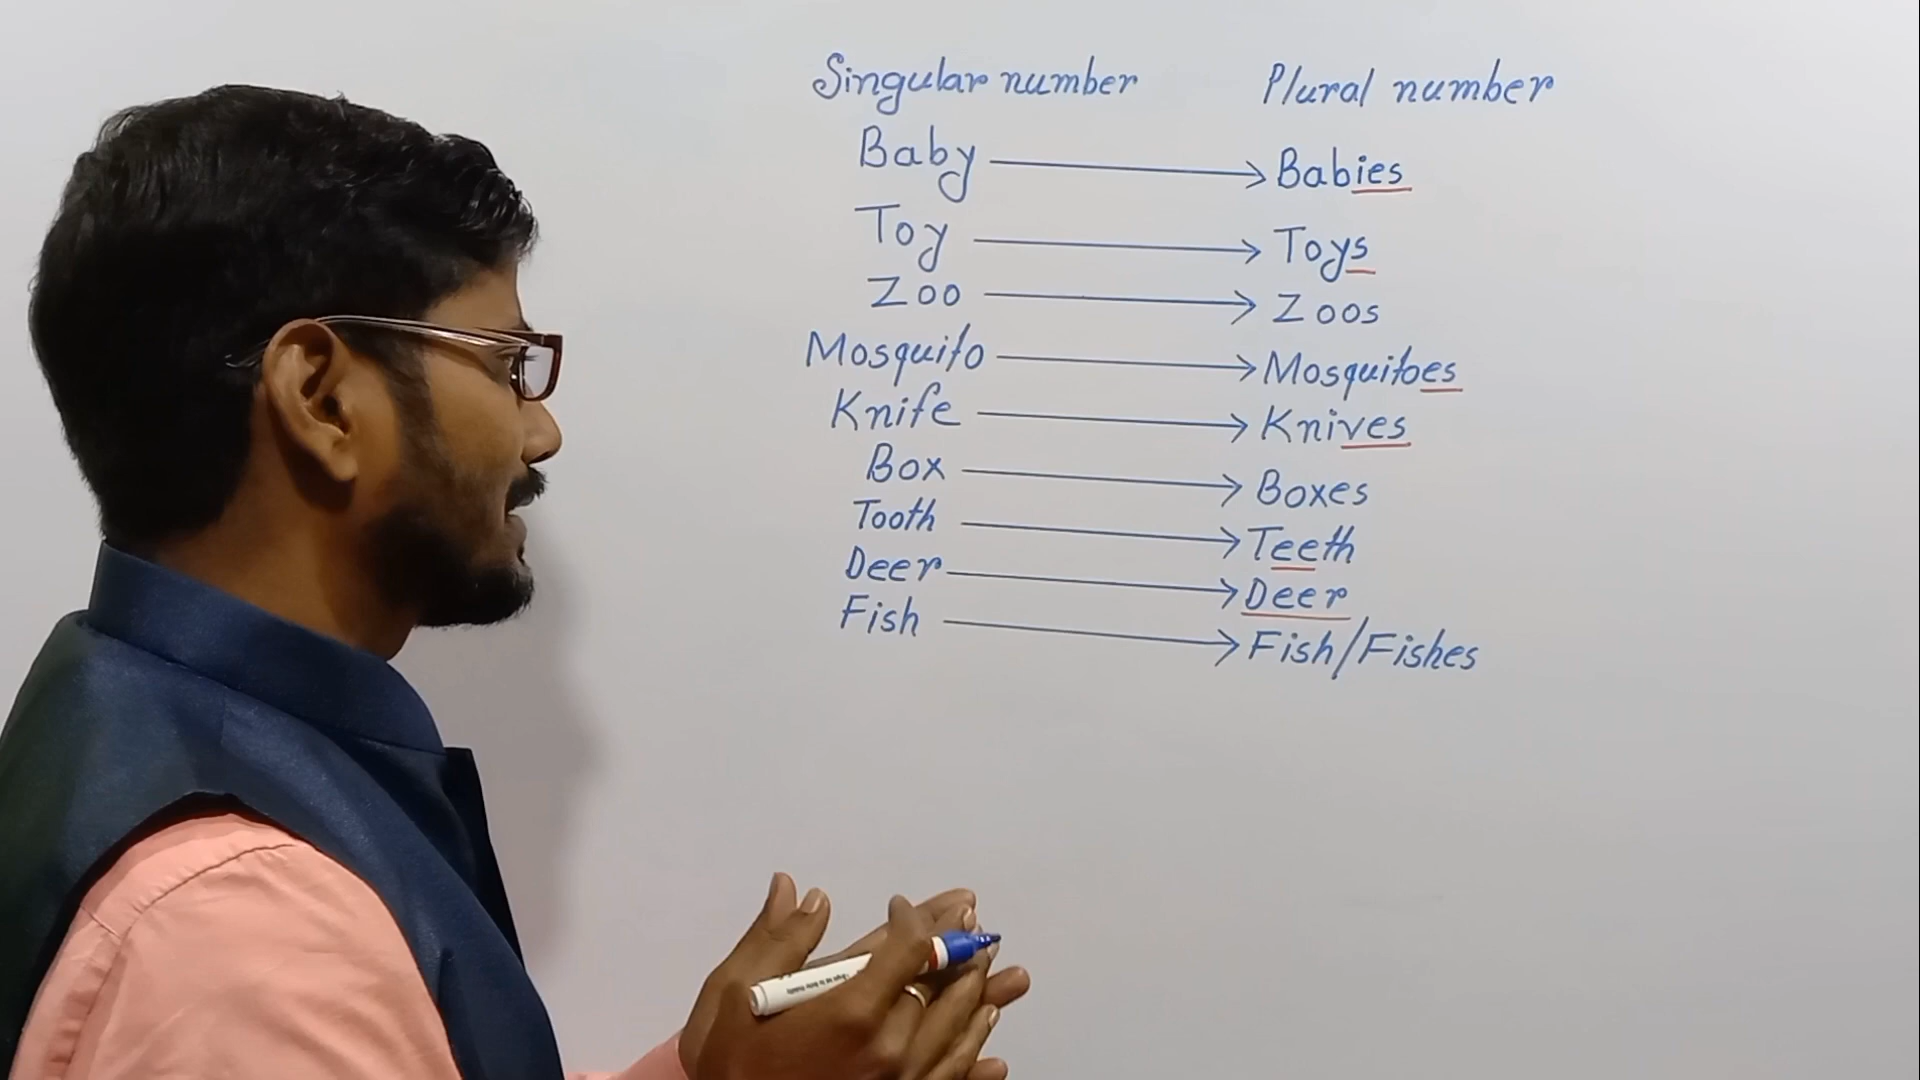 Singular number Plural number
Baby → Babies
Toy → Toys
Zoo → Zoos
Mosquito → Mosquitoes
Knife → Knives
Box → Boxes
Tooth → Teeth
Deer → Deer
Fish → Fish/Fishes